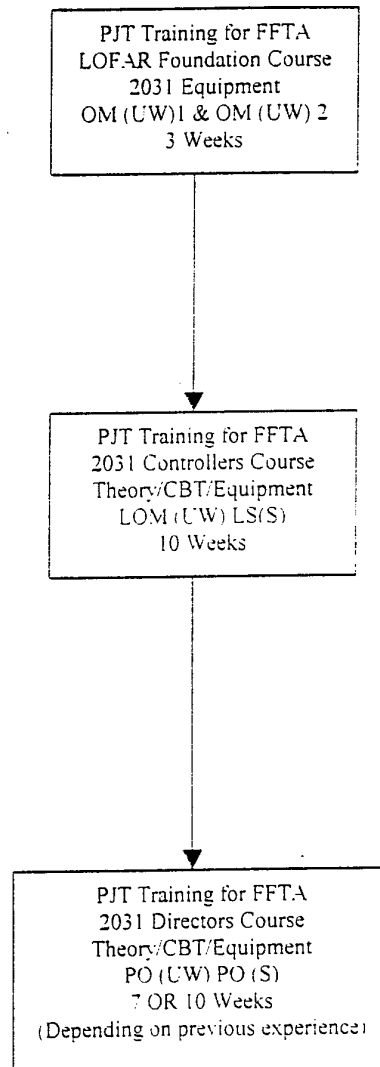 PJT Training for FFTA
LOFAR Foundation Course
2031 Equipment
OM (UW)1 & OM (UW) 2
3 Weeks
PJT Training for FFTA
2031 Controllers Course
Theory/CBT/Equipment
LOM (UW) LS(S)
10 Weeks
PJT Training for FFTA
2031 Directors Course
Theory/CBT/Equipment
PO (UW) PO (S)
7 OR 10 Weeks
(Depending on previous experience)